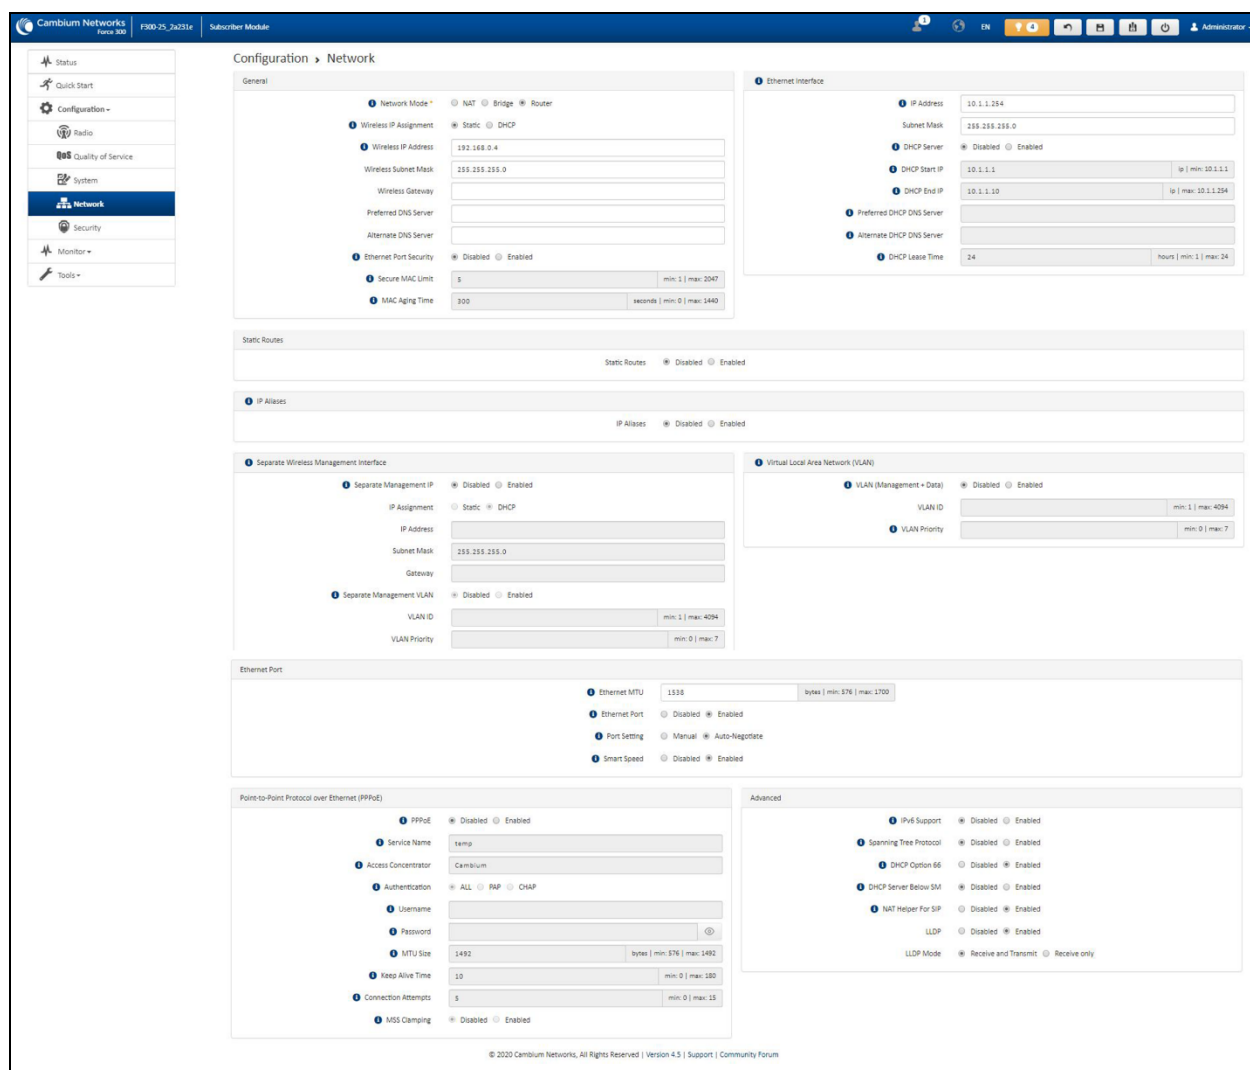 Cambium Networks
Force 300
F300-25_2a231e
Subscriber Module
1
EN
4
Administrator
Status
Quick Start
Configuration
Radio
QoS Quality of Service
System
Network
Security
Monitor
Tools
Configuration > Network
General
Network Mode * NAT Bridge Router
Wireless IP Assignment Static DHCP
Wireless IP Address 192.168.0.4
Wireless Subnet Mask 255.255.255.0
Wireless Gateway
Preferred DNS Server
Alternate DNS Server
Ethernet Port Security Disabled Enabled
Secure MAC Limit 5 min: 1 | max: 2047
MAC Aging Time 300 seconds | min: 0 | max: 1440
Ethernet Interface
IP Address 10.1.1.254
Subnet Mask 255.255.255.0
DHCP Server Disabled Enabled
DHCP Start IP 10.1.1.1 ip | min: 10.1.1.1
DHCP End IP 10.1.1.10 ip | max: 10.1.1.254
Preferred DHCP DNS Server
Alternate DHCP DNS Server
DHCP Lease Time 24 hours | min: 1 | max: 24
Static Routes
Static Routes Disabled Enabled
IP Aliases
IP Aliases Disabled Enabled
Separate Wireless Management Interface
Separate Management IP Disabled Enabled
IP Assignment Static DHCP
IP Address
Subnet Mask 255.255.255.0
Gateway
Separate Management VLAN Disabled Enabled
VLAN ID min: 1 | max: 4094
VLAN Priority min: 0 | max: 7
Virtual Local Area Network (VLAN)
VLAN (Management + Data) Disabled Enabled
VLAN ID min: 1 | max: 4094
VLAN Priority min: 0 | max: 7
Ethernet Port
Ethernet MTU 1538 bytes | min: 576 | max: 1700
Ethernet Port Disabled Enabled
Port Setting Manual Auto-Negotiate
Smart Speed Disabled Enabled
Point-to-Point Protocol over Ethernet (PPPoE)
PPPoE Disabled Enabled
Service Name temp
Access Concentrator Cambium
Authentication ALL PAP CHAP
Username
Password
MTU Size 1492 bytes | min: 576 | max: 1492
Keep Alive Time 10 min: 0 | max: 180
Connection Attempts 5 min: 0 | max: 15
MSS Clamping Disabled Enabled
Advanced
IPv6 Support Disabled Enabled
Spanning Tree Protocol Disabled Enabled
DHCP Option 66 Disabled Enabled
DHCP Server Below SM Disabled Enabled
NAT Helper For SIP Disabled Enabled
LLDP Disabled Enabled
LLDP Mode Receive and Transmit Receive only
© 2020 Cambium Networks, All Rights Reserved | Version 4.5 | Support | Community Forum